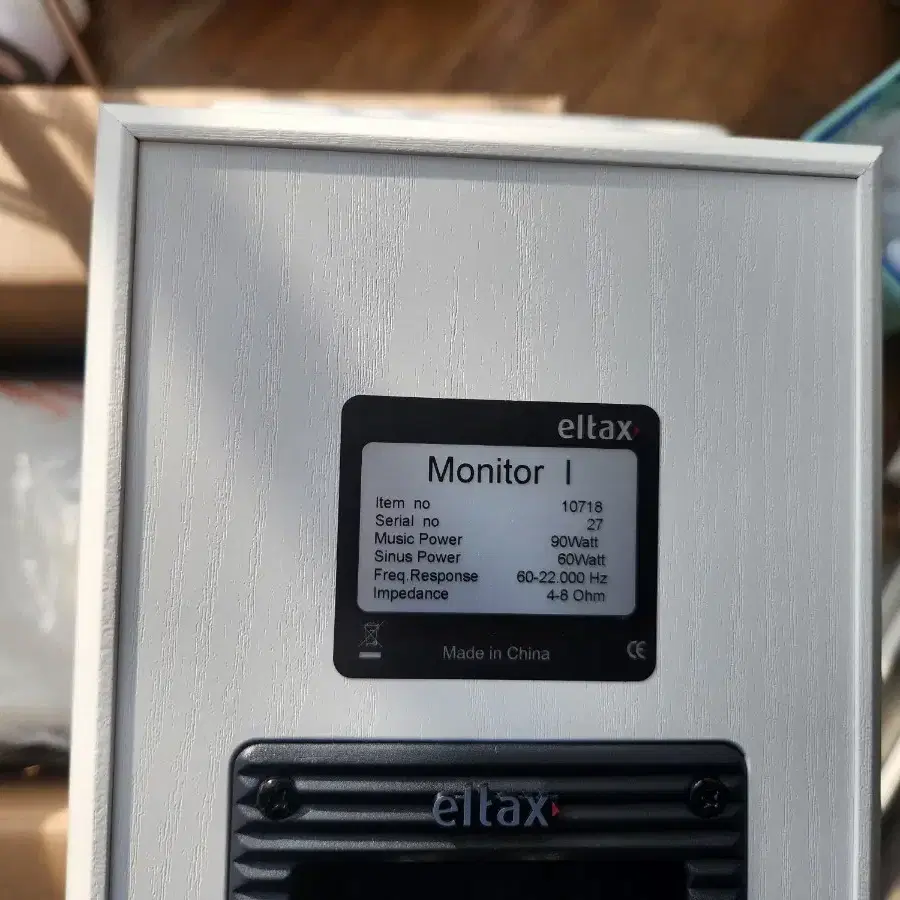 eltax
Monitor I
Item no 10718
Serial no 27
Music Power 90Watt
Sinus Power 60Watt
Freq.Response 60-22.000 Hz
Impedance 4-8 Ohm
Made in China CE
eltax